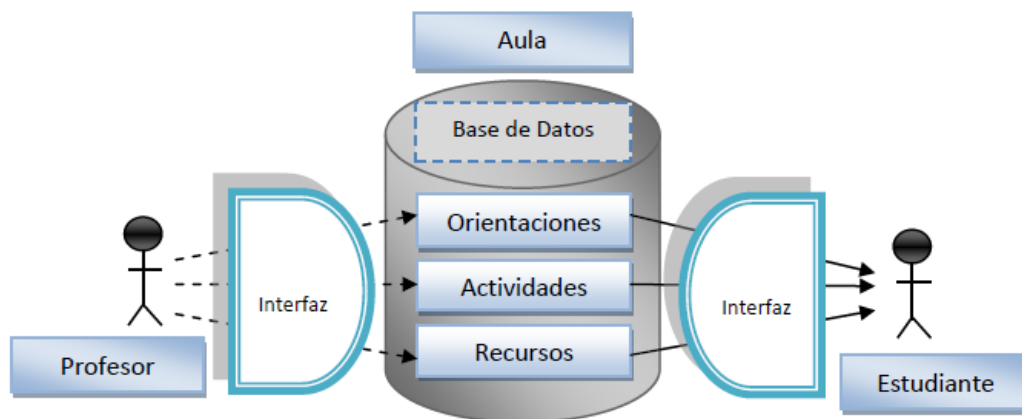 Aula
Base de Datos
Orientaciones
Interfaz
Actividades
Interfaz
Recursos
Profesor
Estudiante